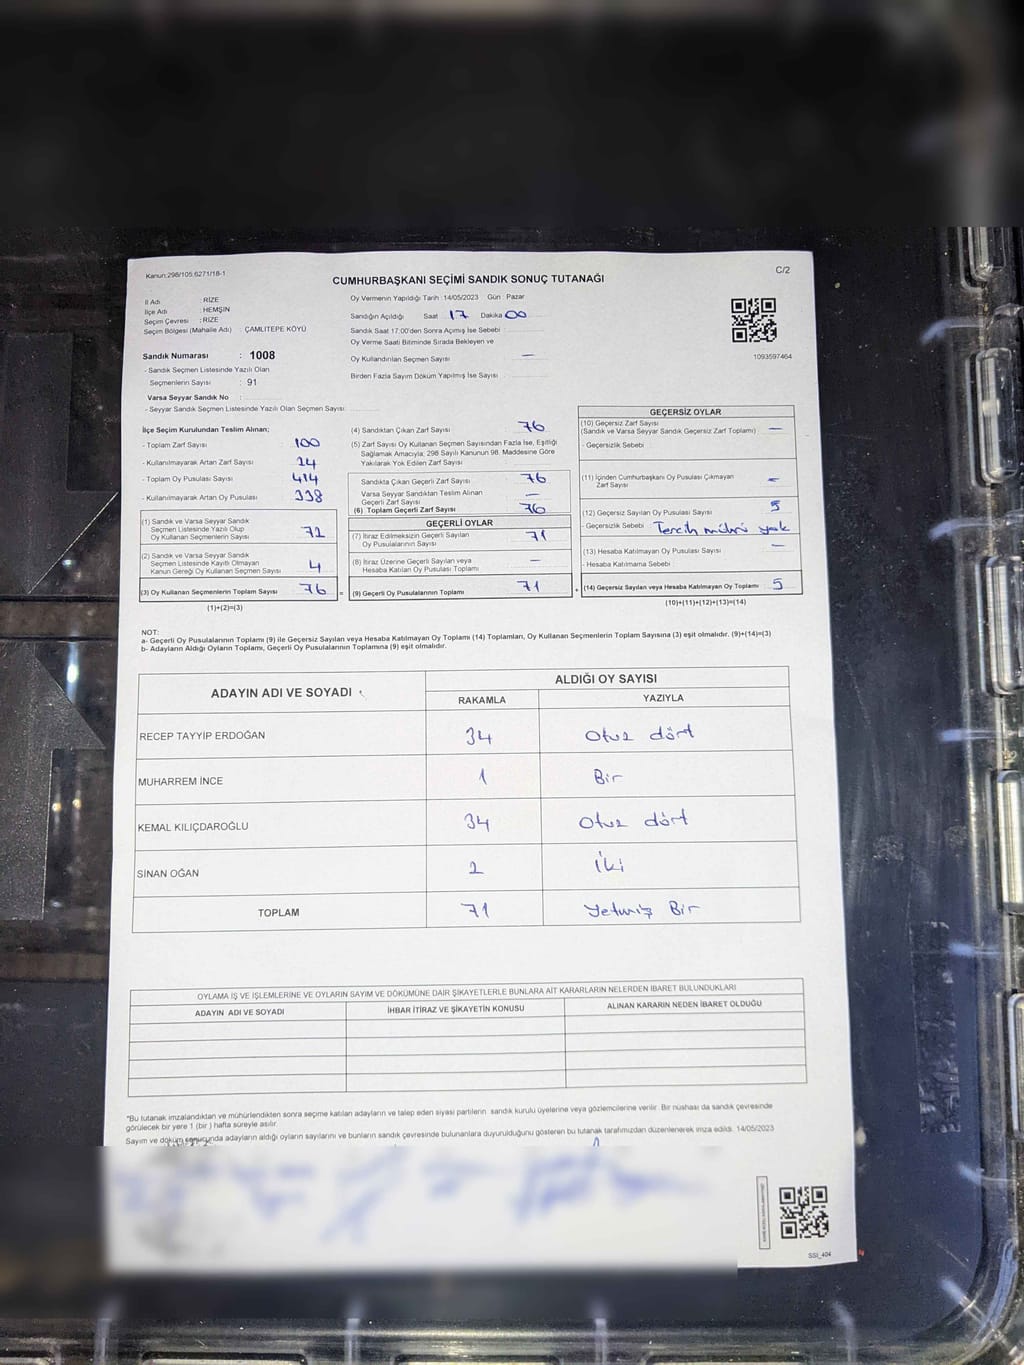 Kanun:298/105,6271/18-1
C/2
CUMHURBAŞKANI SEÇİMİ SANDIK SONUÇ TUTANAĞI
İl Adı : RİZE
İlçe Adı : HEMŞİN
Seçim Çevresi : RİZE
Seçim Bölgesi (Mahalle Adı) : ÇAMLITEPE KÖYÜ
Sandık Numarası : 1008
- Sandık Seçmen Listesinde Yazılı Olan
Seçmenlerin Sayısı : 91
Varsa Seyyar Sandık No :
- Seyyar Sandık Seçmen Listesinde Yazılı Olan Seçmen Sayısı:
Oy Vermenin Yapıldığı Tarih :14/05/2023 Gün : Pazar
Sandığın Açıldığı Saat 17 Dakika 00
Sandık Saat 17.00'den Sonra Açmış İse Sebebi :
Oy Verme Saati Bitiminde Sırada Bekleyen ve
Oy Kullandırılan Seçmen Sayısı : —
Birden Fazla Sayım Döküm Yapılmış İse Sayısı :
1093597464
İlçe Seçim Kurulundan Teslim Alınan;
- Toplam Zarf Sayısı : 100
- Kullanılmayarak Artan Zarf Sayısı : 24
- Toplam Oy Pusulası Sayısı : 414
- Kullanılmayarak Artan Oy Pusulası : 338
(1) Sandık ve Varsa Seyyar Sandık
Seçmen Listesinde Yazılı Olup
Oy Kullanan Seçmenlerin Sayısı : 72
(2) Sandık ve Varsa Seyyar Sandık
Seçmen Listesinde Kayıtlı Olmayan
Kanun Gereği Oy Kullanan Seçmen Sayısı : 4
(3) Oy Kullanan Seçmenlerin Toplam Sayısı : 76
(1)+(2)=(3)
(4) Sandıktan Çıkan Zarf Sayısı : 76
(5) Zarf Sayısı Oy Kullanan Seçmen Sayısından Fazla İse, Eşitliği
Sağlamak Amacıyla; 298 Sayılı Kanunun 98. Maddesine Göre
Yakılarak Yok Edilen Zarf Sayısı :
Sandıkta Çıkan Geçerli Zarf Sayısı : 76
Varsa Seyyar Sandıktan Teslim Alınan
Geçerli Zarf Sayısı : —
(6) Toplam Geçerli Zarf Sayısı : 76
GEÇERLİ OYLAR
(7) İtiraz Edilmeksizin Geçerli Sayılan
Oy Pusulalarının Sayısı : 71
(8) İtiraz Üzerine Geçerli Sayılan veya
Hesaba Katılan Oy Pusulası Toplamı : —
= (9) Geçerli Oy Pusulalarının Toplamı : 71
GEÇERSİZ OYLAR
(10) Geçersiz Zarf Sayısı
(Sandık ve Varsa Seyyar Sandık Geçersiz Zarf Toplamı) : —
- Geçersizlik Sebebi :
(11) İçinden Cumhurbaşkanı Oy Pusulası Çıkmayan
Zarf Sayısı : —
(12) Geçersiz Sayılan Oy Pusulası Sayısı : 5
- Geçersizlik Sebebi : Tercih mührü yok
(13) Hesaba Katılmayan Oy Pusulası Sayısı : —
- Hesaba Katılmama Sebebi :
+ (14) Geçersiz Sayılan veya Hesaba Katılmayan Oy Toplamı : 5
(10)+(11)+(12)+(13)=(14)
NOT:
a- Geçerli Oy Pusulalarının Toplamı (9) ile Geçersiz Sayılan veya Hesaba Katılmayan Oy Toplamı (14) Toplamları, Oy Kullanan Seçmenlerin Toplam Sayısına (3) eşit olmalıdır. (9)+(14)=(3)
b- Adayların Aldığı Oyların Toplamı, Geçerli Oy Pusulalarının Toplamına (9) eşit olmalıdır.
ADAYIN ADI VE SOYADI
ALDIĞI OY SAYISI
RAKAMLA YAZIYLA
RECEP TAYYİP ERDOĞAN 34 Otuz dört
MUHARREM İNCE 1 Bir
KEMAL KILIÇDAROĞLU 34 Otuz dört
SİNAN OĞAN 2 İki
TOPLAM 71 Yetmiş Bir
OYLAMA İŞ VE İŞLEMLERİNE VE OYLARIN SAYIM VE DÖKÜMÜNE DAİR ŞİKAYETLERLE BUNLARA AİT KARARLARIN NELERDEN İBARET BULUNDUKLARI
ADAYIN ADI VE SOYADI İHBAR İTİRAZ VE ŞİKAYETİN KONUSU ALINAN KARARIN NEDEN İBARET OLDUĞU
*Bu tutanak imzalandıktan ve mühürlendikten sonra seçime katılan adayların ve talep eden siyasi partilerin sandık kurulu üyelerine veya gözlemcilerine verilir. Bir nüshası da sandık çevresinde
görülecek bir yere 1 (bir ) hafta süreyle asılır.
Sayım ve döküm sonucunda adayların aldığı oyların sayılarını ve bunların sandık çevresinde bulunanlara duyurulduğunu gösteren bu tutanak tarafımızdan düzenlenerek imza edildi. 14/05/2023
SSI_404